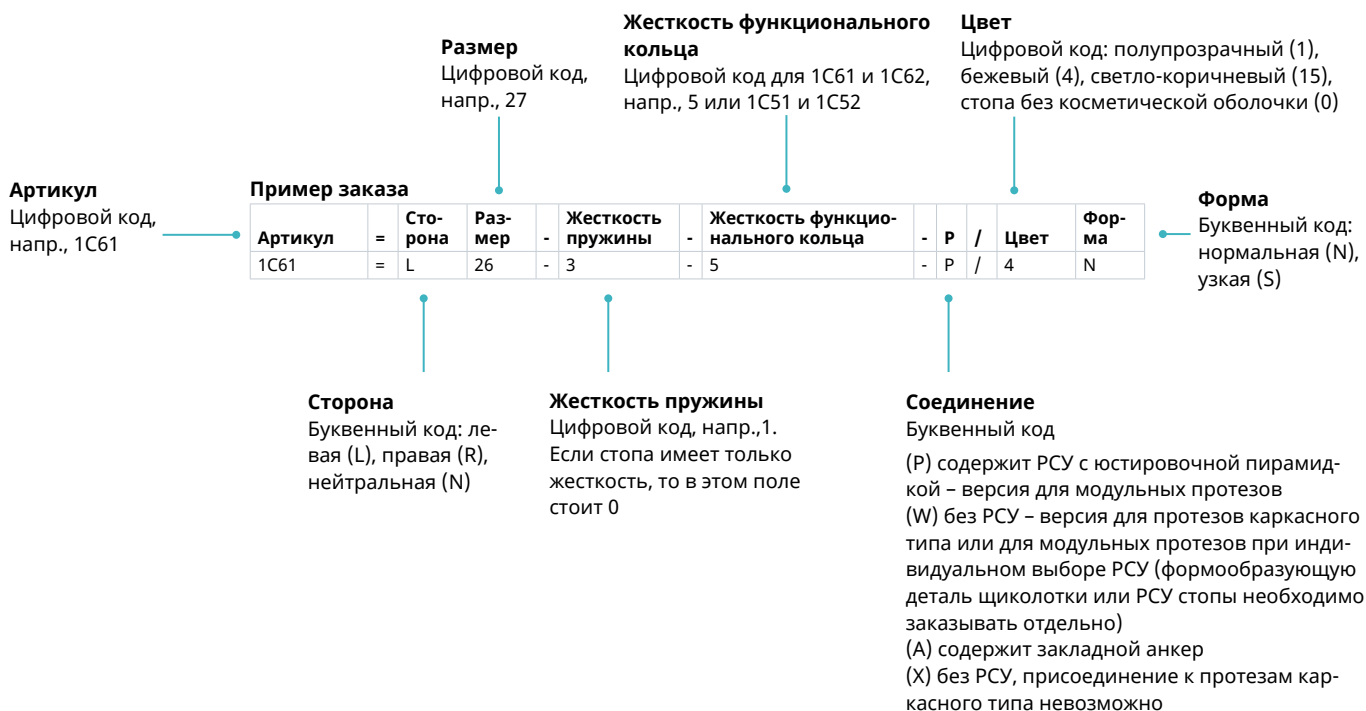 Размер
Цифровой код,
напр., 27
Жесткость функционального
кольца
Цифровой код для 1C61 и 1C62,
напр., 5 или 1C51 и 1C52
Цвет
Цифровой код: полупрозрачный (1),
бежевый (4), светло-коричневый (15),
стопа без косметической оболочки (0)
Артикул
Цифровой код,
напр., 1C61
Пример заказа
Артикул = Сто- Раз- - Жесткость - Жесткость функцио- - P / Цвет Фор-
рона мер пружины нального кольца ма
1C61 = L 26 - 3 - 5 - P / 4 N
Форма
Буквенный код:
нормальная (N),
узкая (S)
Сторона
Буквенный код: ле-
вая (L), правая (R),
нейтральная (N)
Жесткость пружины
Цифровой код, напр.,1.
Если стопа имеет только
жесткость, то в этом поле
стоит 0
Соединение
Буквенный код
(P) содержит РСУ с юстировочной пирамид-
кой – версия для модульных протезов
(W) без РСУ – версия для протезов каркасного
типа или для модульных протезов при инди-
видуальном выборе РСУ (формообразующую
деталь щиколотки или РСУ стопы необходимо
заказывать отдельно)
(A) содержит закладной анкер
(X) без РСУ, присоединение к протезам кар-
касного типа невозможно